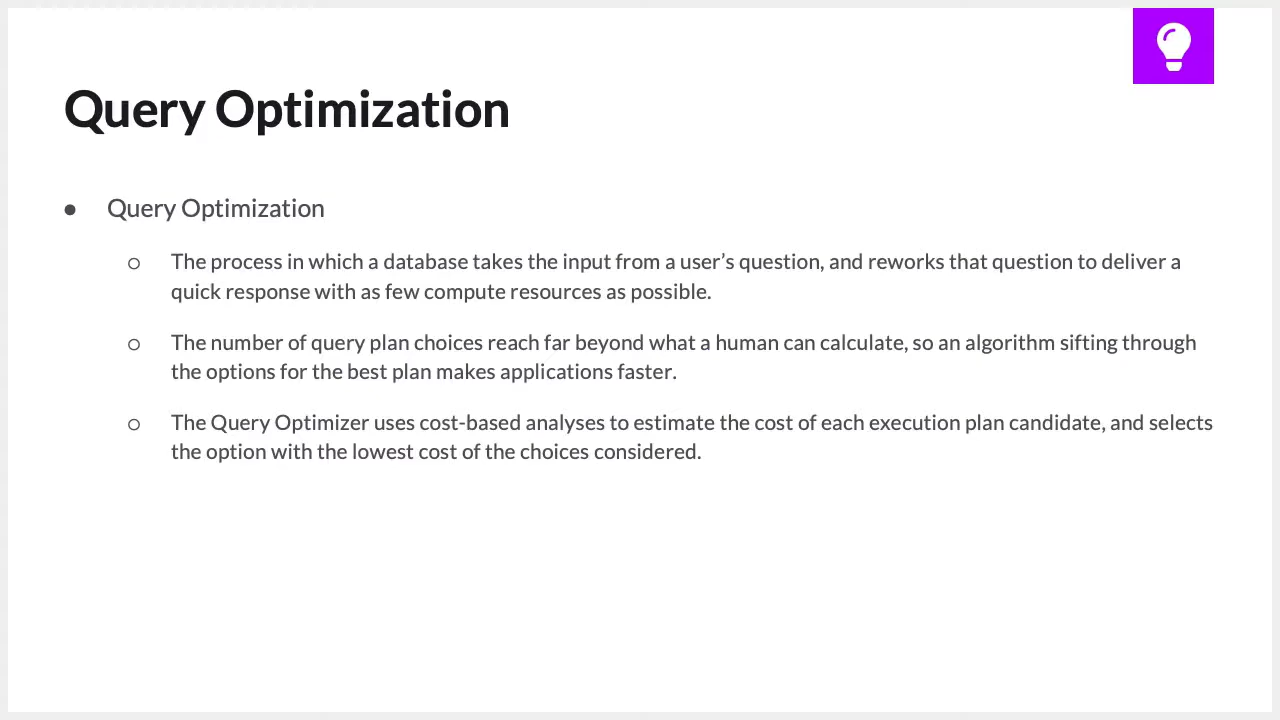 Query Optimization
● Query Optimization
○ The process in which a database takes the input from a user’s question, and reworks that question to deliver a
quick response with as few compute resources as possible.
○ The number of query plan choices reach far beyond what a human can calculate, so an algorithm sifting through
the options for the best plan makes applications faster.
○ The Query Optimizer uses cost-based analyses to estimate the cost of each execution plan candidate, and selects
the option with the lowest cost of the choices considered.